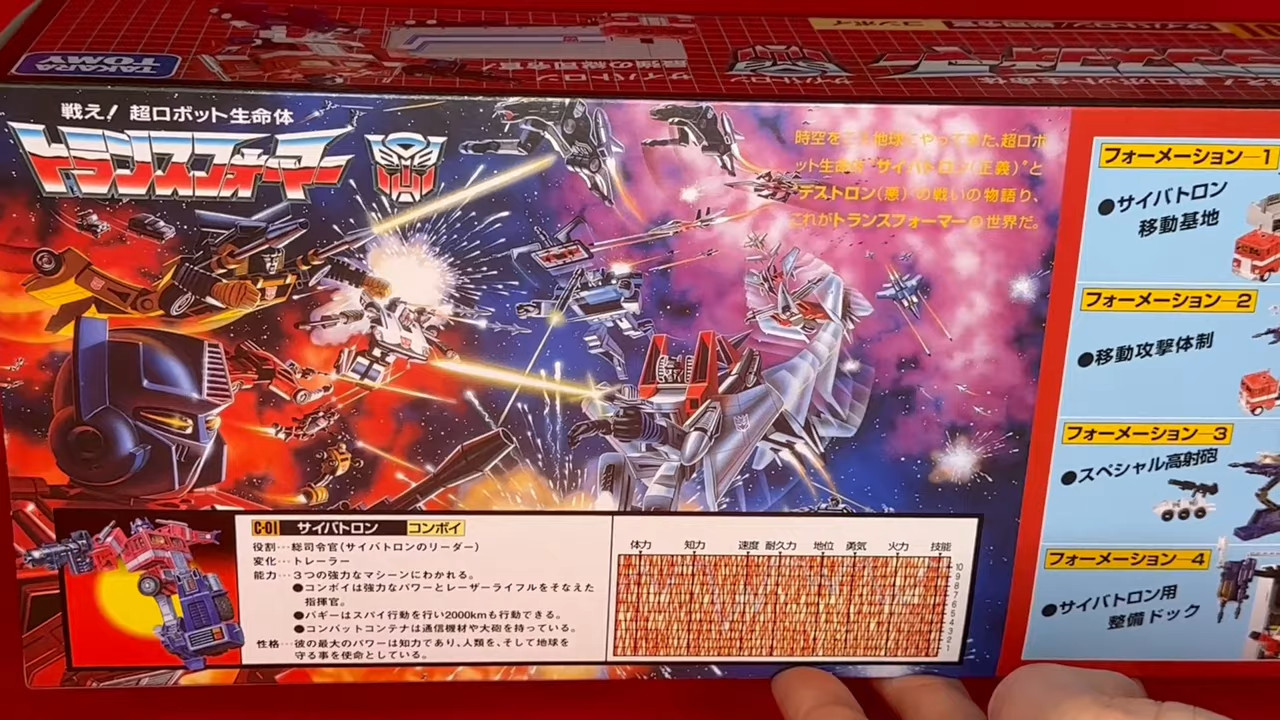 TAKARA
TOMY
サイバトロン
戦え！超ロボット生命体
トランスフォーマー
時空をこえ地球にやって来た、超ロボ
ット生命体“サイバトロン(正義)”と
“デストロン(悪)”の戦いの物語り、
これがトランスフォーマーの世界だ。
C-01 サイバトロン コンボイ
役割…総司令官(サイバトロンのリーダー)
変化…トレーラー
能力…3つの強力なマシーンにわかれる。
●コンボイは強力なパワーとレーザーライフルをそなえた
指揮官。
●バギーはスパイ行動を行い2000kmも行動できる。
●コンバットコンテナは通信機材や大砲を持っている。
性格…彼の最大のパワーは知力であり、人類を、そして地球を
守る事を使命としている。
体力 知力 速度 耐久力 地位 勇気 火力 技能
10
9
8
7
6
5
4
3
2
1
フォーメーション—1
●サイバトロン
移動基地
フォーメーション—2
●移動攻撃体制
フォーメーション—3
●スペシャル高射砲
フォーメーション—4
●サイバトロン用
整備ドック